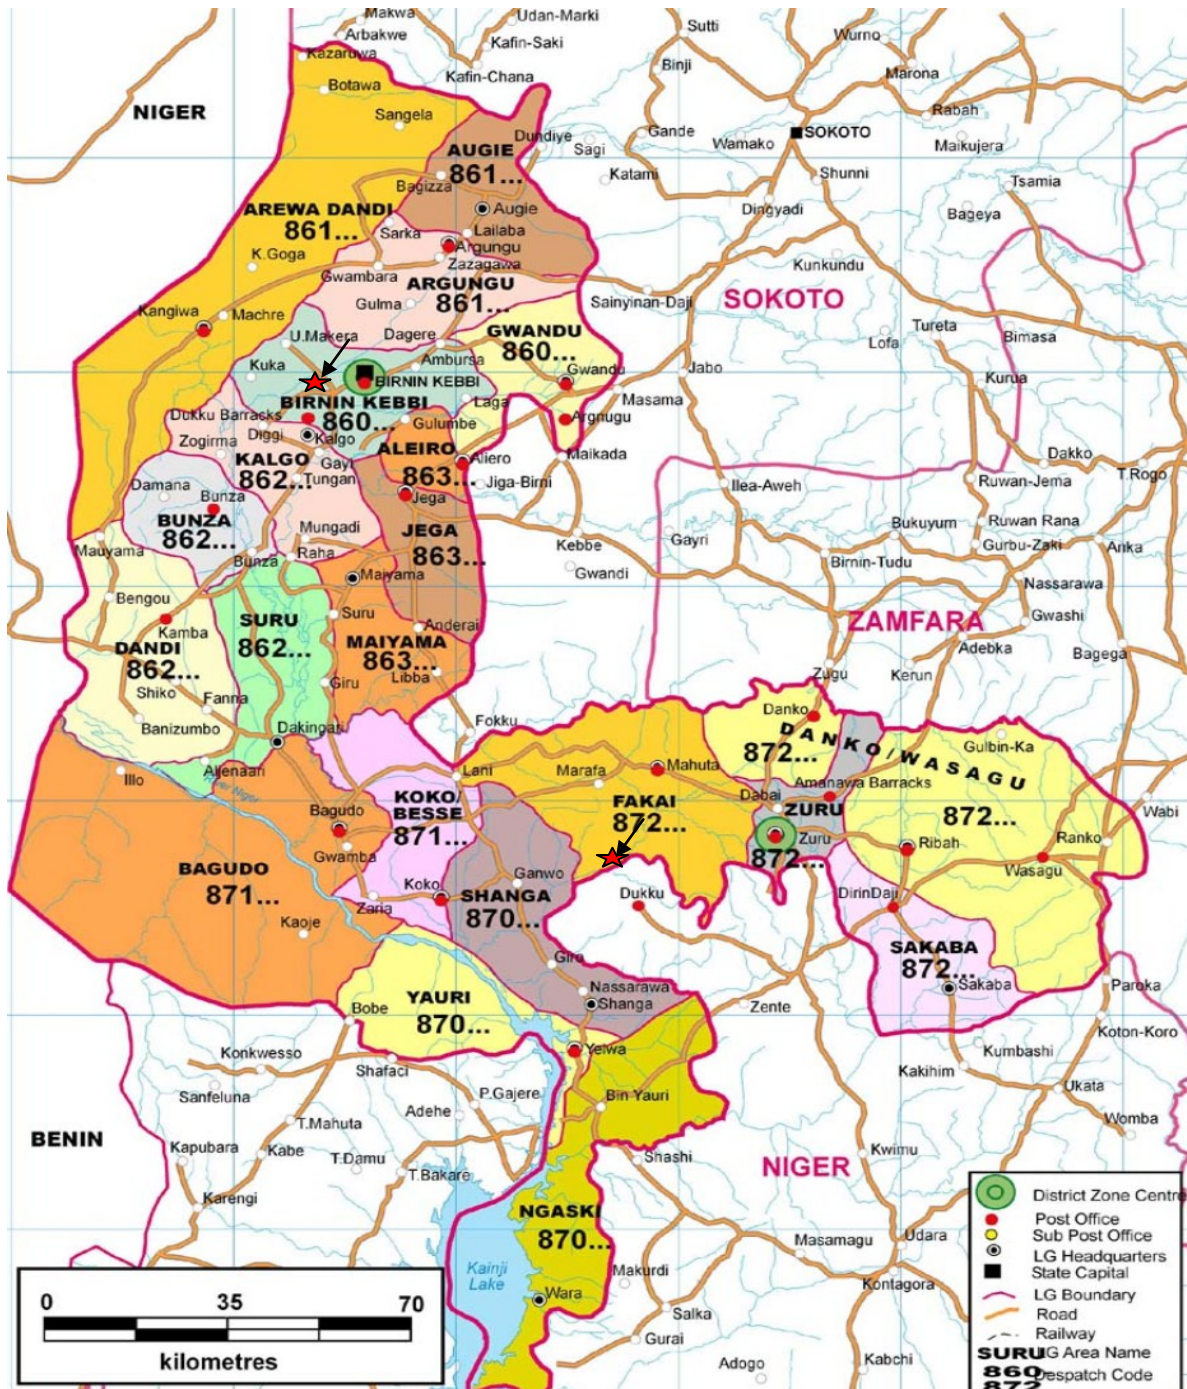 Makwa
Udan-Marki
Arbakwe
Sutti
Wurno
Kafin-Saki
Kazaruwa
Kafin-Chana
Binji
Marona
Botawa
NIGER
Sangela
Rabah
Dundiye
Sagi
Gande
Wamako
SOKOTO
Maikujera
AUGIE
861...
Bagizza
Katami
Shunni
Tsamia
AREWA DANDI
861...
Augie
Dingyadi
Bageya
Sarka
Lailaba
Argungu
K.Goga
Zazagawa
Gwambara
Kunkundu
ARGUNGU
861...
Gulma
Sainyinan-Daji
SOKOTO
Kangiwa
Machre
U.Makera
Dagere
GWANDU
860...
Tureta
Bimasa
Lofa
Kuka
Ambursa
Gwandu
Jabo
BIRNIN KEBBI
Kurua
BIRNIN KEBBI
860...
Laga
Masama
Dukku Barracks
Gulumbe
Argnugu
Diggi
Kalgo
Zogirma
KALGO
862...
Gayi
ALEIRO
863...
Aliero
Maikada
Dakko
T.Rogo
Tungan
Damana
Bunza
Jega
Jiga-Birni
Ilea-Aweh
Ruwan-Jema
BUNZA
862...
Mungadi
JEGA
863...
Bukuyum
Ruwan Rana
Mauyama
Raha
Kebbe
Gayri
Gurbu-Zaki
Anka
Bunza
Maiyama
Gwandi
Birnin-Tudu
Nassarawa
Bengou
SURU
862...
Suru
Gwashi
Kamba
Anderai
ZAMFARA
DANDI
862...
MAIYAMA
863...
Adebka
Bagega
Shiko
Libba
Zugu
Kerun
Fanna
Giru
Banizumbo
Dakingari
Fokku
Danko
DANKO/WASAGU
872...
Gulbin-Ka
Illo
Aljenaari
River Niger
Lani
Marafa
Mahuta
Amanawa Barracks
Bagudo
KOKO/
BESSE
871...
FAKAI
872...
Dabai
ZURU
872...
Wabi
Zuru
872...
Ranko
Gwamba
Ribah
BAGUDO
871...
Ganwo
Wasagu
Koko
SHANGA
870...
Dukku
DirinDaji
Zaria
Kaoje
SAKABA
872...
Giro
YAURI
870...
Nassarawa
Shanga
Sakaba
Paroka
Bobe
Zente
Koton-Koro
Konkwesso
Yelwa
Kumbashi
Shafaci
Kakihim
Sanfeluna
P.Gajere
Bin Yauri
Ukata
Adehe
Womba
BENIN
T.Mahuta
Kapubara
Kabe
T.Damu
Shashi
Kwimu
NIGER
T.Bakare
Karengi
NGASKI
870...
District Zone Centre
Post Office
Sub Post Office
LG Headquarters
State Capital
LG Boundary
Road
Railway
SURU LG Area Name
860-
872
Despatch Code
Udara
Masamagu
Kainji
Lake
Makurdi
Kontagora
Wara
Salka
Gurai
Kabchi
Adogo
0 35 70
kilometres